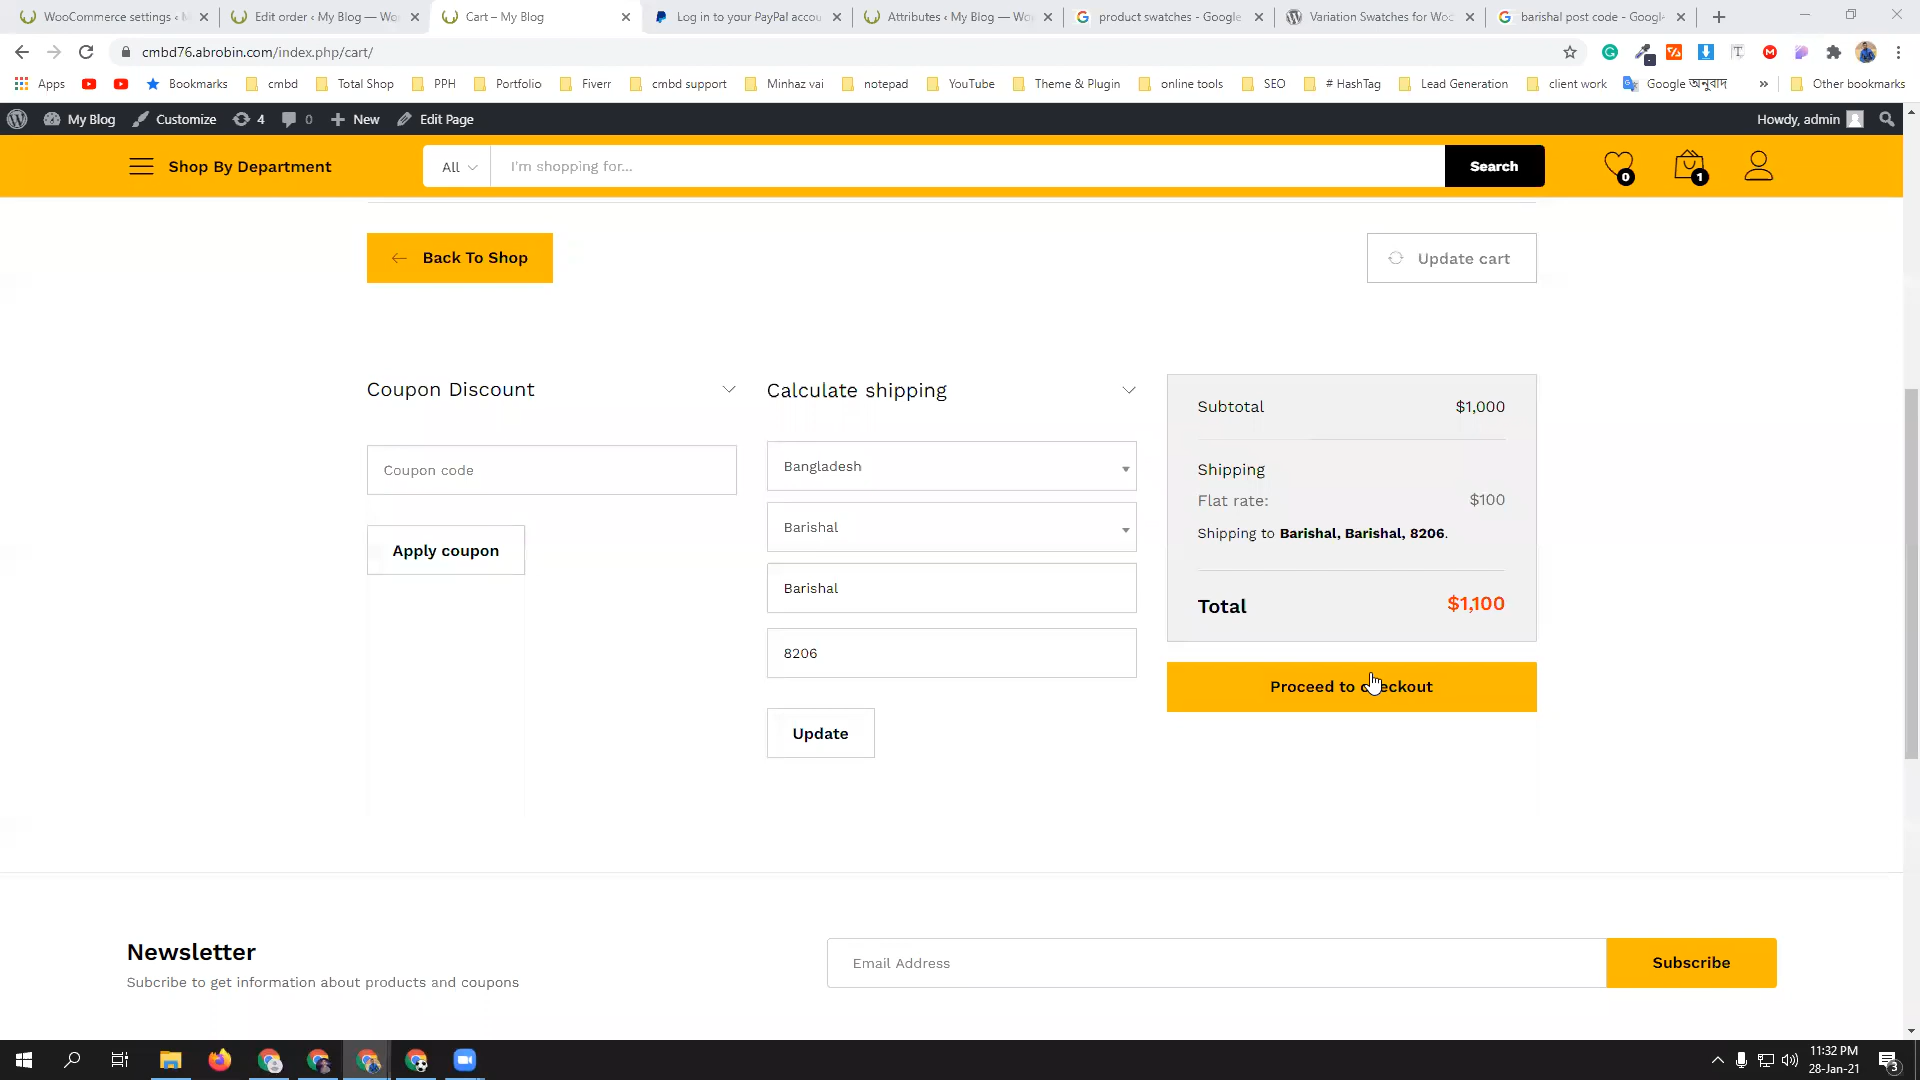 WooCommerce settings ‹ M
Edit order ‹ My Blog — Wo
Cart – My Blog
Log in to your PayPal accou
Attributes ‹ My Blog — Wo
product swatches - Google
Variation Swatches for Woc
barishal post code - Google
cmbd76.abrobin.com/index.php/cart/
Apps
Bookmarks
cmbd
Total Shop
PPH
Portfolio
Fiverr
cmbd support
Minhaz vai
notepad
YouTube
Theme & Plugin
online tools
SEO
# HashTag
Lead Generation
client work
Google অনুবাদ
»
Other bookmarks
My Blog
Customize
4
0
New
Edit Page
Howdy, admin
Shop By Department
All
I'm shopping for...
Search
0
1
Back To Shop
Update cart
Coupon Discount
Coupon code
Apply coupon
Calculate shipping
Bangladesh
Barishal
Barishal
8206
Update
Subtotal $1,000
Shipping
Flat rate: $100
Shipping to Barishal, Barishal, 8206.
Total $1,100
Proceed to checkout
Newsletter
Subcribe to get information about products and coupons
Email Address
Subscribe
11:32 PM
28-Jan-21
3